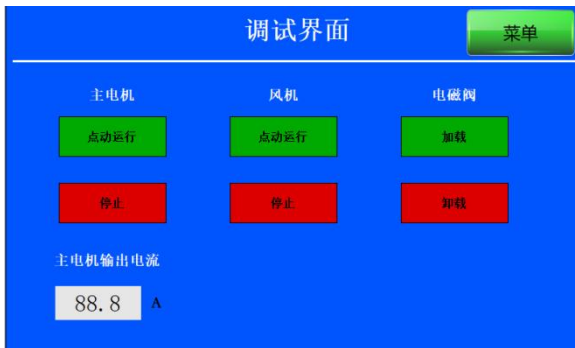 调试界面
菜单
主电机 风机 电磁阀
点动运行 点动运行 加载
停止 停止 卸载
主电机输出电流
88.8 A